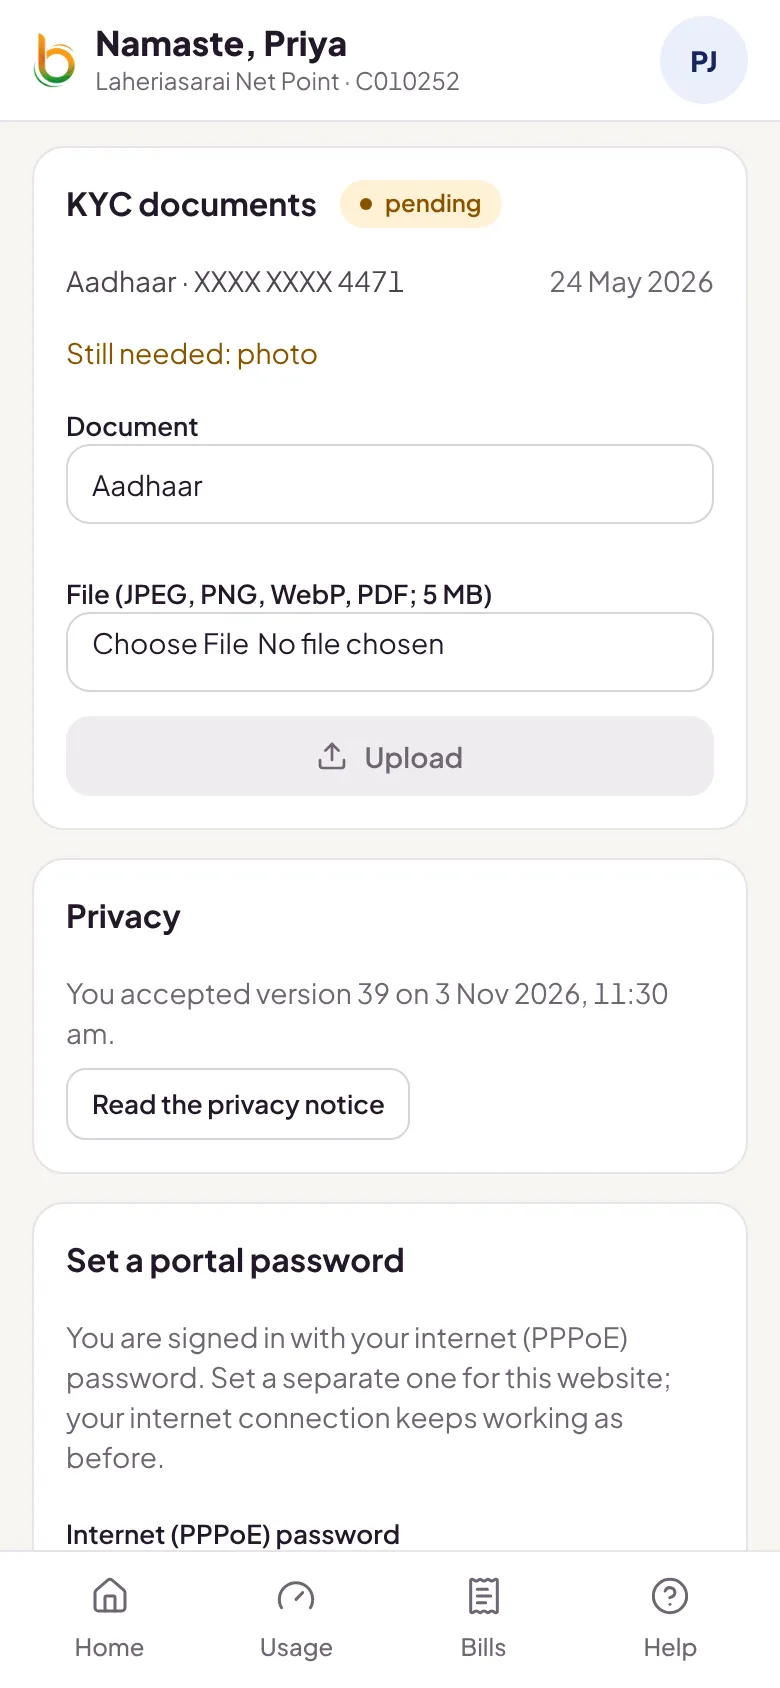 Namaste, Priya
Laheriasarai Net Point · C010252
PJ
KYC documents
pending
Aadhaar · XXXX XXXX 4471
24 May 2026
Still needed: photo
Document
Aadhaar
File (JPEG, PNG, WebP, PDF; 5 MB)
Choose File No file chosen
Upload
Privacy
You accepted version 39 on 3 Nov 2026, 11:30
am.
Read the privacy notice
Set a portal password
You are signed in with your internet (PPPoE)
password. Set a separate one for this website;
your internet connection keeps working as
before.
Internet (PPPoE) password
Home
Usage
Bills
Help